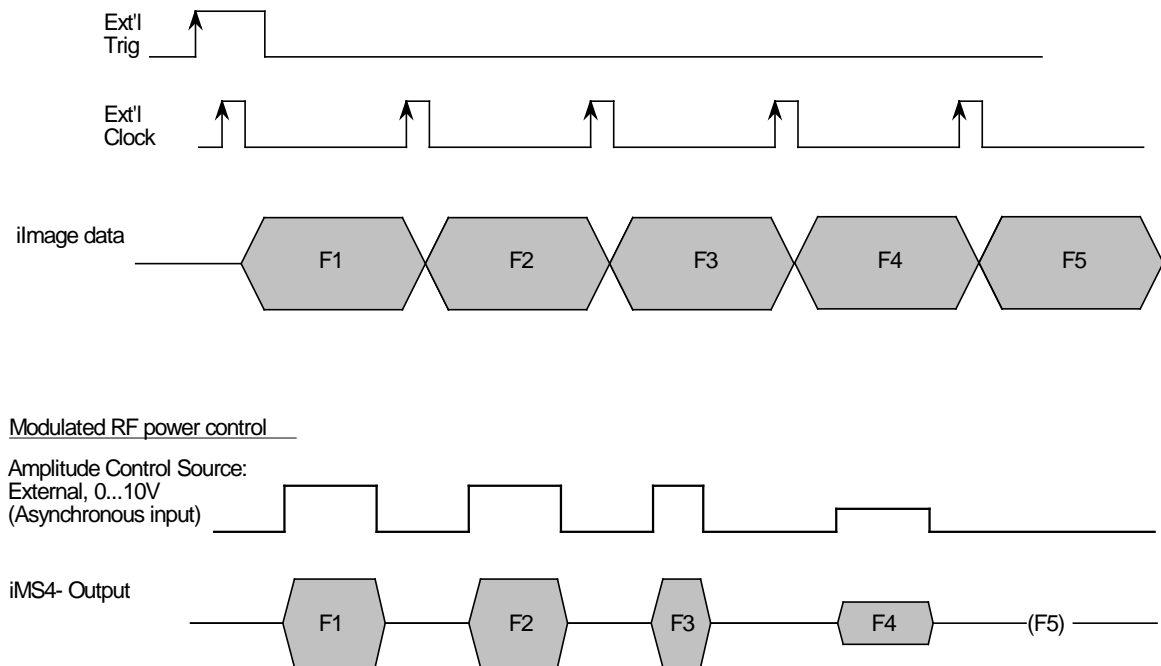 Ext'l
Trig
Ext'l
Clock
iImage data
F1 F2 F3 F4 F5
Modulated RF power control
Amplitude Control Source:
External, 0...10V
(Asynchronous input)
iMS4- Output
F1 F2 F3 F4 (F5)